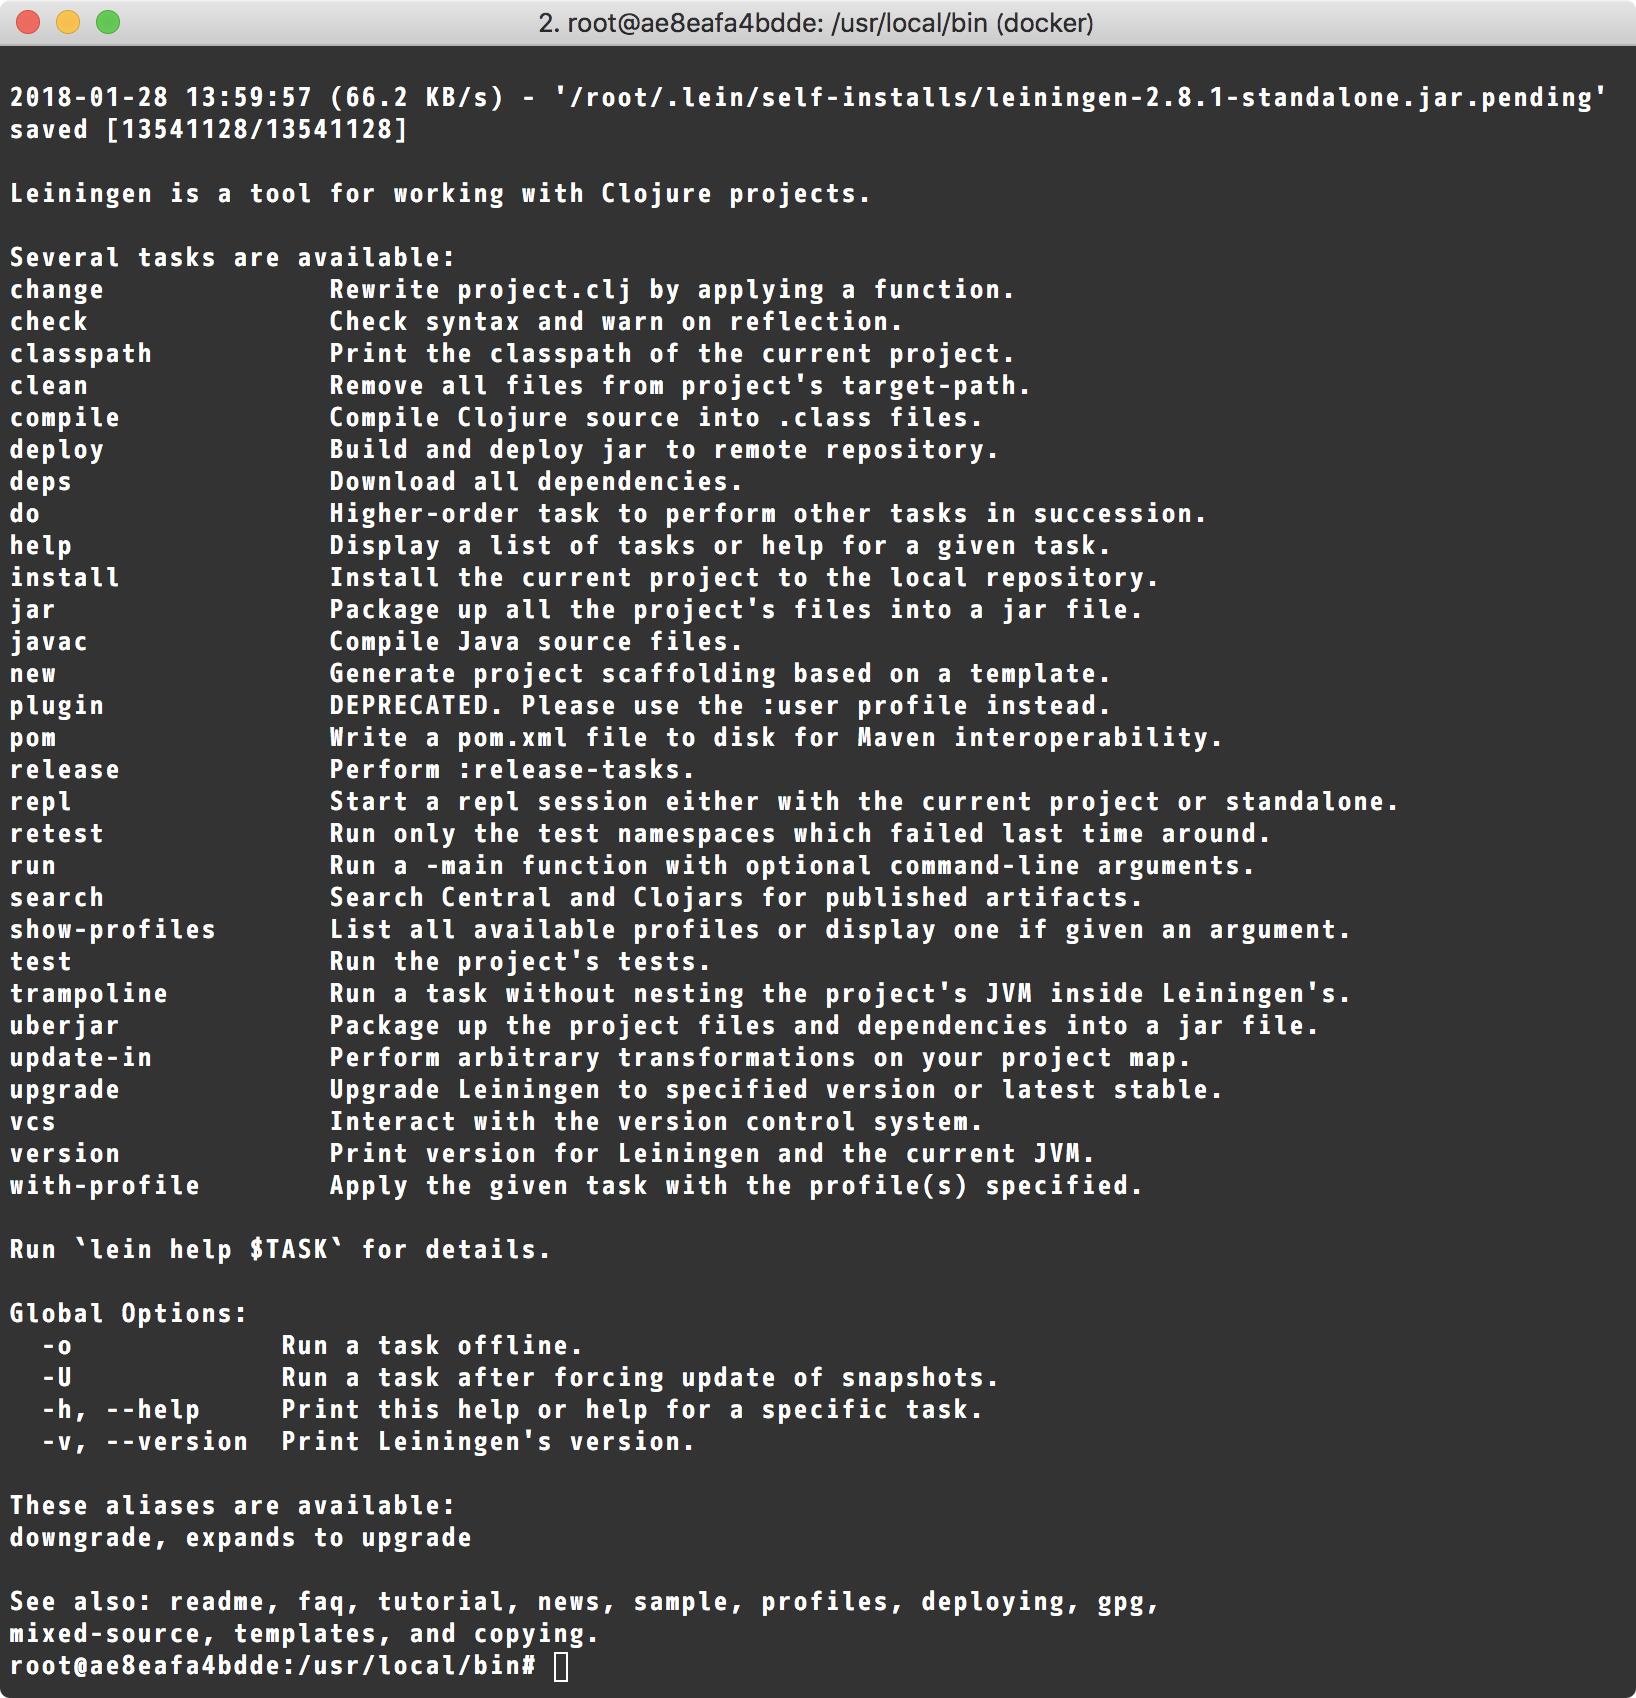 2. root@ae8eafa4bdde: /usr/local/bin (docker)
2018-01-28 13:59:57 (66.2 KB/s) - '/root/.lein/self-installs/leiningen-2.8.1-standalone.jar.pending'
saved [13541128/13541128]
Leiningen is a tool for working with Clojure projects.
Several tasks are available:
change              Rewrite project.clj by applying a function.
check               Check syntax and warn on reflection.
classpath           Print the classpath of the current project.
clean               Remove all files from project's target-path.
compile             Compile Clojure source into .class files.
deploy              Build and deploy jar to remote repository.
deps                Download all dependencies.
do                  Higher-order task to perform other tasks in succession.
help                Display a list of tasks or help for a given task.
install             Install the current project to the local repository.
jar                 Package up all the project's files into a jar file.
javac               Compile Java source files.
new                 Generate project scaffolding based on a template.
plugin              DEPRECATED. Please use the :user profile instead.
pom                 Write a pom.xml file to disk for Maven interoperability.
release             Perform :release-tasks.
repl                Start a repl session either with the current project or standalone.
retest              Run only the test namespaces which failed last time around.
run                 Run a -main function with optional command-line arguments.
search              Search Central and Clojars for published artifacts.
show-profiles       List all available profiles or display one if given an argument.
test                Run the project's tests.
trampoline          Run a task without nesting the project's JVM inside Leiningen's.
uberjar             Package up the project files and dependencies into a jar file.
update-in           Perform arbitrary transformations on your project map.
upgrade             Upgrade Leiningen to specified version or latest stable.
vcs                 Interact with the version control system.
version             Print version for Leiningen and the current JVM.
with-profile        Apply the given task with the profile(s) specified.
Run `lein help $TASK` for details.
Global Options:
  -o             Run a task offline.
  -U             Run a task after forcing update of snapshots.
  -h, --help     Print this help or help for a specific task.
  -v, --version  Print Leiningen's version.
These aliases are available:
downgrade, expands to upgrade
See also: readme, faq, tutorial, news, sample, profiles, deploying, gpg,
mixed-source, templates, and copying.
root@ae8eafa4bdde:/usr/local/bin#